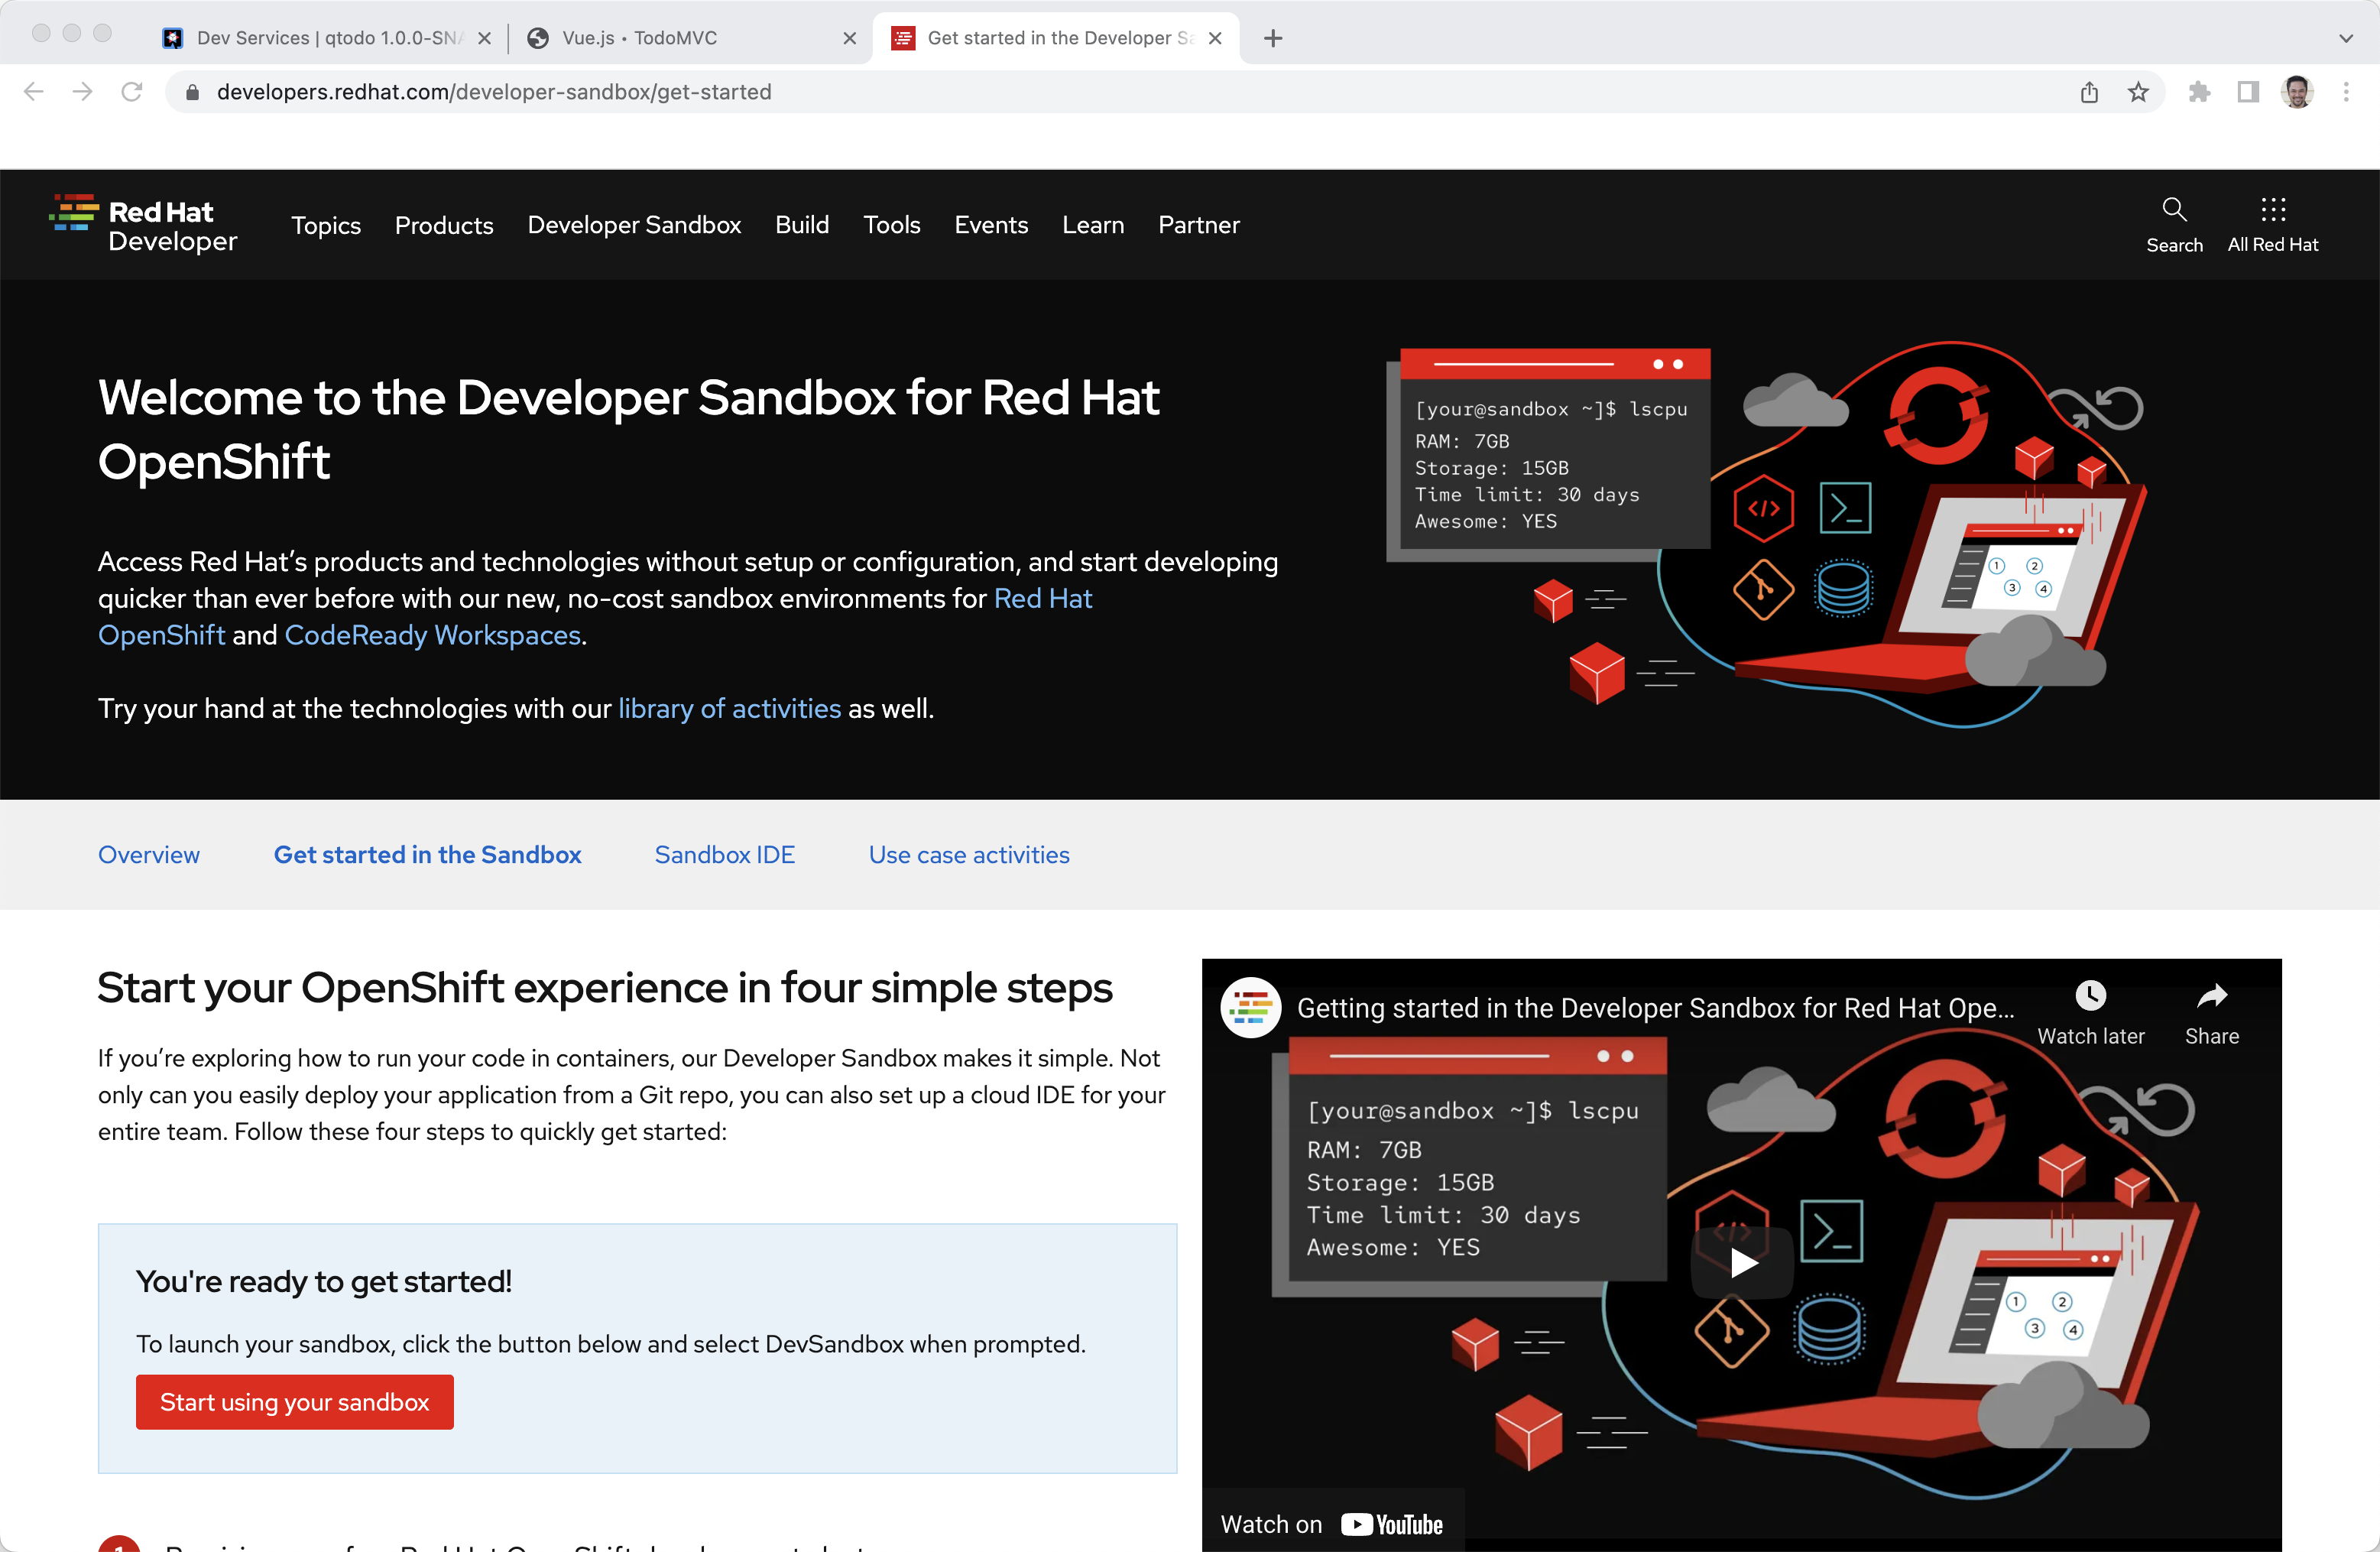 Dev Services | qtodo 1.0.0-SNA
Vue.js • TodoMVC
Get started in the Developer Sa
developers.redhat.com/developer-sandbox/get-started
Red Hat
Developer
Topics
Products
Developer Sandbox
Build
Tools
Events
Learn
Partner
Search
All Red Hat
Welcome to the Developer Sandbox for Red Hat
OpenShift
Access Red Hat’s products and technologies without setup or configuration, and start developing
quicker than ever before with our new, no-cost sandbox environments for Red Hat
OpenShift and CodeReady Workspaces.
Try your hand at the technologies with our library of activities as well.
[your@sandbox ~]$ lscpu
RAM: 7GB
Storage: 15GB
Time limit: 30 days
Awesome: YES
</>
>_
1 2
3 4
Overview
Get started in the Sandbox
Sandbox IDE
Use case activities
Start your OpenShift experience in four simple steps
If you’re exploring how to run your code in containers, our Developer Sandbox makes it simple. Not
only can you easily deploy your application from a Git repo, you can also set up a cloud IDE for your
entire team. Follow these four steps to quickly get started:
You're ready to get started!
To launch your sandbox, click the button below and select DevSandbox when prompted.
Start using your sandbox
Getting started in the Developer Sandbox for Red Hat Ope...
Watch later
Share
[your@sandbox ~]$ lscpu
RAM: 7GB
Storage: 15GB
Time limit: 30 days
Awesome: YES
</>
>_
1 2
3 4
Watch on YouTube